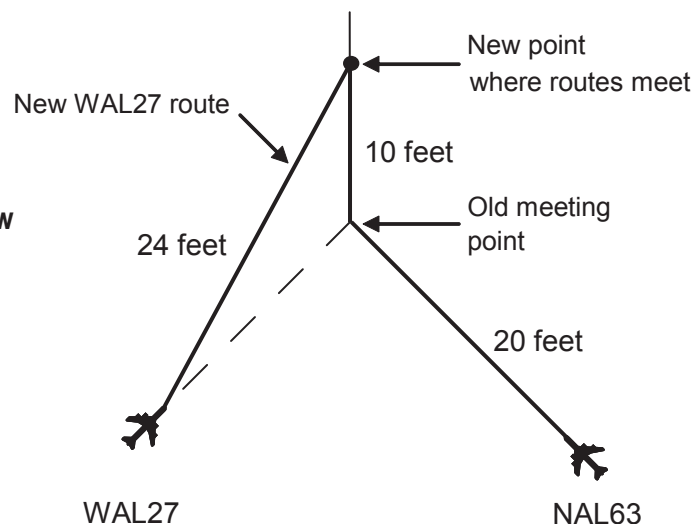 New point
where routes meet
New WAL27 route
10 feet
W
Old meeting
point
24 feet
20 feet
WAL27
NAL63